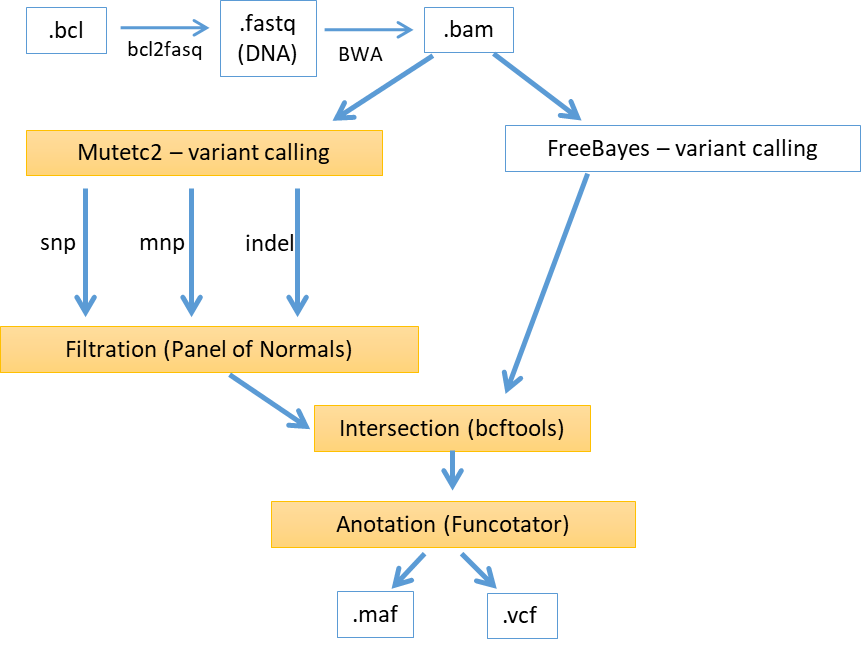 .bcl
bcl2fasq
.fastq
(DNA)
BWA
.bam
Mutetc2 – variant calling
FreeBayes – variant calling
snp
mnp
indel
Filtration (Panel of Normals)
Intersection (bcftools)
Anotation (Funcotator)
.maf
.vcf